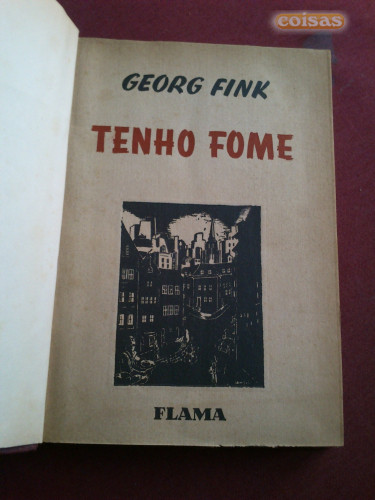 coisas
GEORG FINK
TENHO FOME
FLAMA